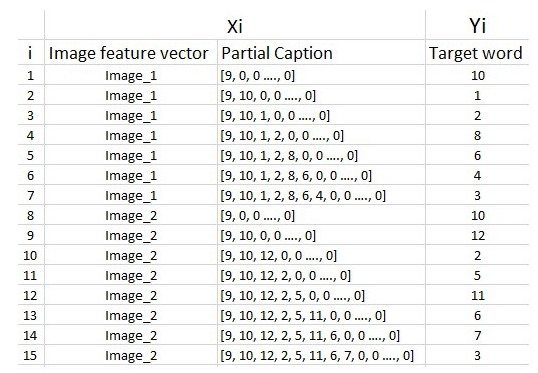 Xi Yi
i Image feature vector Partial Caption Target word
1 Image_1 [9, 0, 0 ...., 0] 10
2 Image_1 [9, 10, 0, 0 ...., 0] 1
3 Image_1 [9, 10, 1, 0, 0 ...., 0] 2
4 Image_1 [9, 10, 1, 2, 0, 0 ...., 0] 8
5 Image_1 [9, 10, 1, 2, 8, 0, 0 ...., 0] 6
6 Image_1 [9, 10, 1, 2, 8, 6, 0, 0 ...., 0] 4
7 Image_1 [9, 10, 1, 2, 8, 6, 4, 0, 0 ...., 0] 3
8 Image_2 [9, 0, 0 ...., 0] 10
9 Image_2 [9, 10, 0, 0 ...., 0] 12
10 Image_2 [9, 10, 12, 0, 0 ...., 0] 2
11 Image_2 [9, 10, 12, 2, 0, 0 ...., 0] 5
12 Image_2 [9, 10, 12, 2, 5, 0, 0 ...., 0] 11
13 Image_2 [9, 10, 12, 2, 5, 11, 0, 0 ...., 0] 6
14 Image_2 [9, 10, 12, 2, 5, 11, 6, 0, 0 ...., 0] 7
15 Image_2 [9, 10, 12, 2, 5, 11, 6, 7, 0, 0 ...., 0] 3